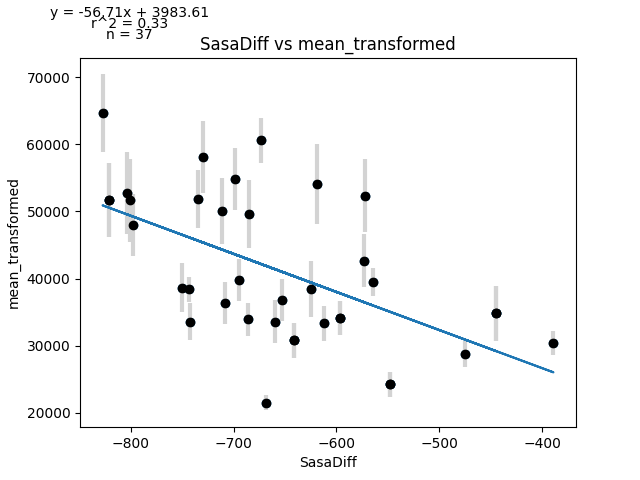 y = -56.71x + 3983.61
r^2 = 0.33
n = 37
SasaDiff vs mean_transformed
70000
60000
50000
40000
30000
20000
mean_transformed
−800
−700
−600
−500
−400
SasaDiff